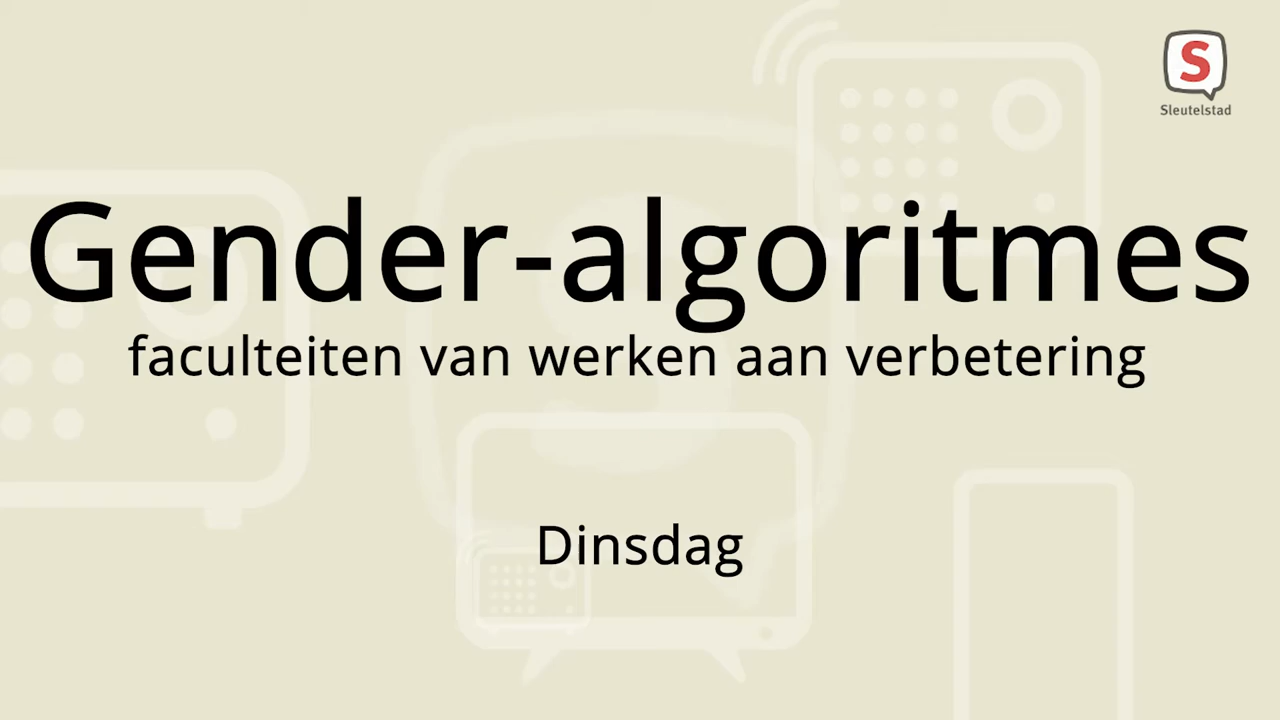 S
Sleutelstad
Gender-algoritmes
faculteiten van werken aan verbetering
Dinsdag